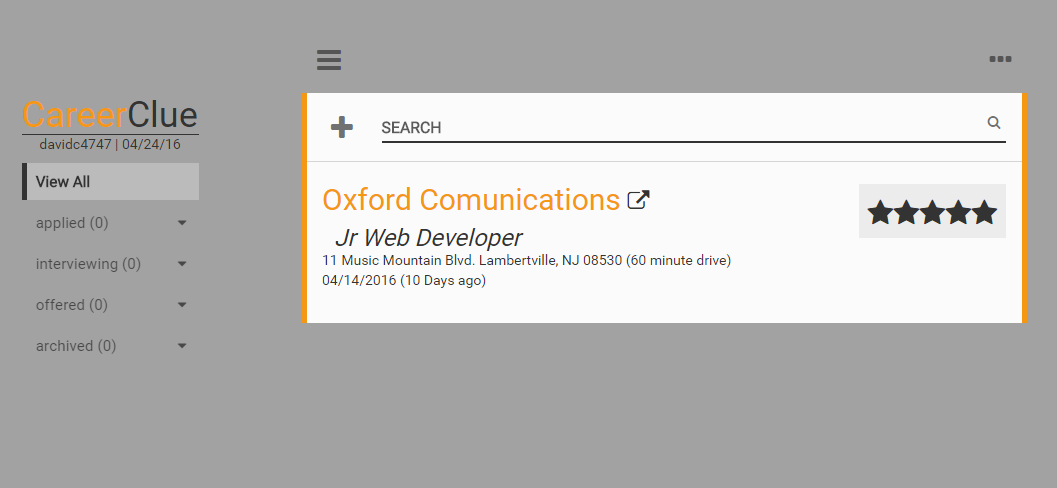 CareerClue
davidc4747 | 04/24/16
View All
applied (0)
interviewing (0)
offered (0)
archived (0)
SEARCH
Oxford Comunications
Jr Web Developer
11 Music Mountain Blvd. Lambertville, NJ 08530 (60 minute drive)
04/14/2016 (10 Days ago)